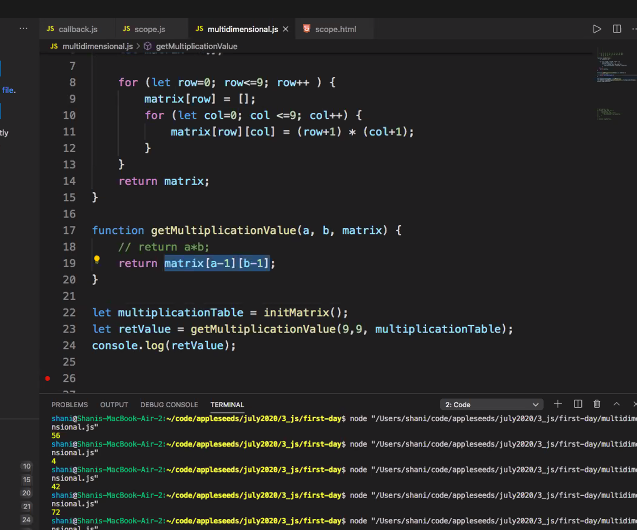 ··· JS callback.js JS scope.js JS multidimensional.js × scope.html
JS multidimensional.js > getMultiplicationValue
7
8 for (let row=0; row<=9; row++ ) {
file.
9 matrix[row] = [];
10 for (let col=0; col <=9; col++) {
11 matrix[row][col] = (row+1) * (col+1);
tly
12 }
13 }
14 return matrix;
15 }
16
17 function getMultiplicationValue(a, b, matrix) {
18 // return a*b;
19 return matrix[a-1][b-1];
20 }
21
22 let multiplicationTable = initMatrix();
23 let retValue = getMultiplicationValue(9,9, multiplicationTable);
24 console.log(retValue);
25
26
PROBLEMS OUTPUT DEBUG CONSOLE TERMINAL 2: Code
shani@Shanis-MacBook-Air-2:~/code/appleseeds/july2020/3_js/first-day$ node "/Users/shani/code/appleseeds/july2020/3_js/first-day/multidime
nsional.js"
56
shani@Shanis-MacBook-Air-2:~/code/appleseeds/july2020/3_js/first-day$ node "/Users/shani/code/appleseeds/july2020/3_js/first-day/multidime
nsional.js"
4
10
shani@Shanis-MacBook-Air-2:~/code/appleseeds/july2020/3_js/first-day$ node "/Users/shani/code/appleseeds/july2020/3_js/first-day/multidime
15
nsional.js"
42
20
shani@Shanis-MacBook-Air-2:~/code/appleseeds/july2020/3_js/first-day$ node "/Users/shani/code/appleseeds/july2020/3_js/first-day/multidime
21
nsional.js"
72
24
shani@Shanis-MacBook-Air-2:~/code/appleseeds/july2020/3_js/first-day$ node "/Users/shani/code/appleseeds/july2020/3_js/first-day/multidime
nsional.js"